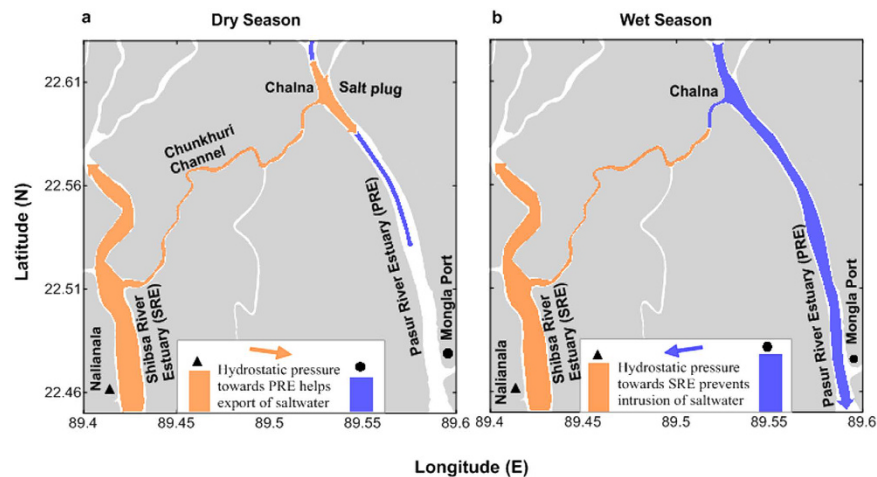 a
Dry Season
b
Wet Season
22.61
22.56
22.51
22.46
Latitude (N)
Chalna
Salt plug
Chunkhuri
Channel
Pasur River Estuary (PRE)
Mongla Port
Shibsa River
Estuary (SRE)
Nalianala
Hydrostatic pressure
towards PRE helps
export of saltwater
89.4
89.45
89.5
89.55
89.6
Chalna
Pasur River Estuary (PRE)
Mongla Port
Shibsa River
Estuary (SRE)
Nalianala
Hydrostatic pressure
towards SRE prevents
intrusion of saltwater
89.4
89.45
89.5
89.55
89.6
Longitude (E)